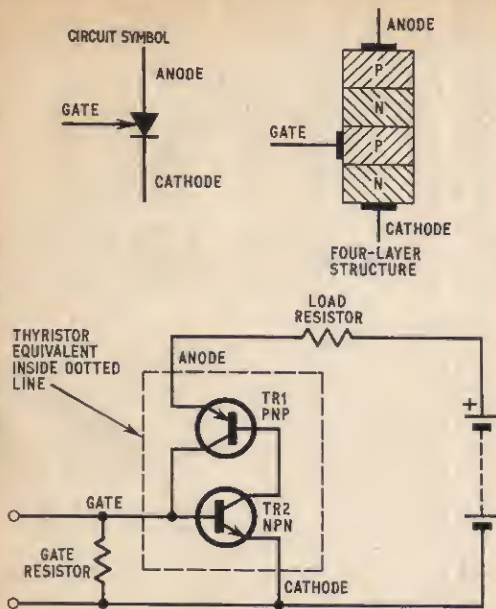 CIRCUIT SYMBOL
ANODE
GATE
CATHODE
ANODE
P
N
GATE
P
N
CATHODE
FOUR-LAYER
STRUCTURE
THYRISTOR
EQUIVALENT
INSIDE DOTTED
LINE
ANODE
LOAD
RESISTOR
TR1
PNP
+
GATE
TR2
NPN
GATE
RESISTOR
CATHODE